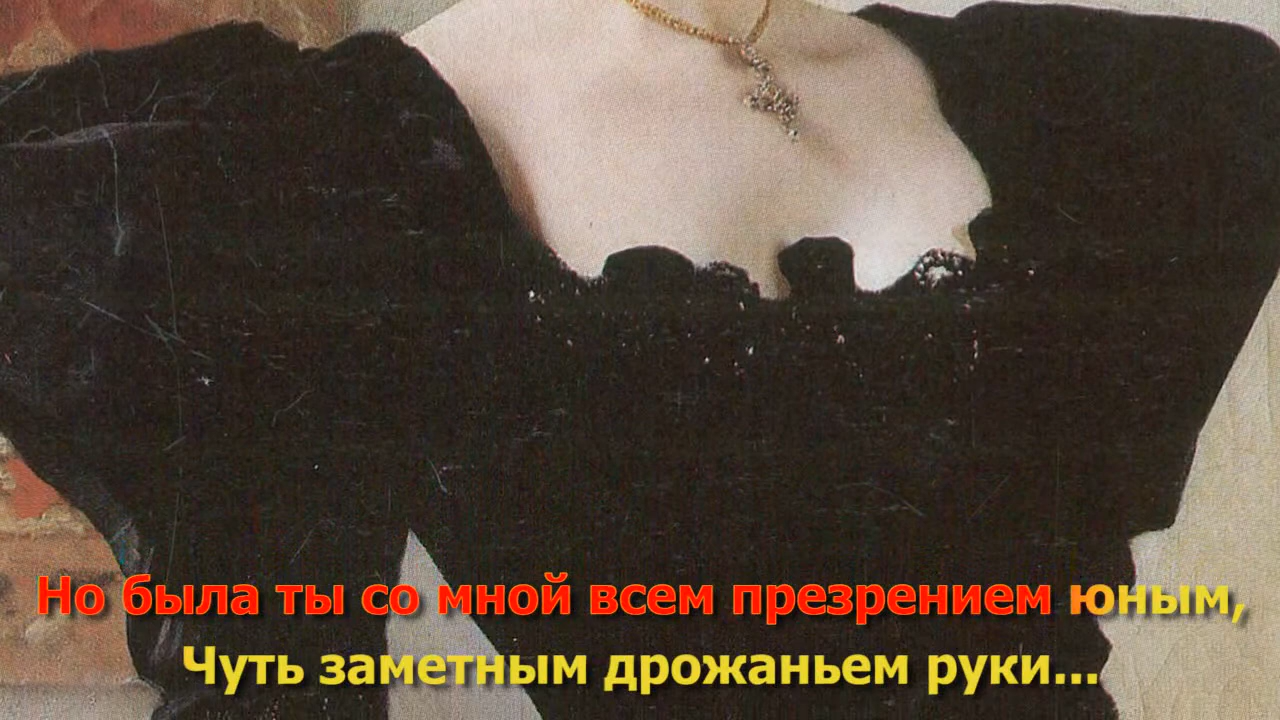 Но была ты со мной всем презрением юным,
Чуть заметным дрожаньем руки...